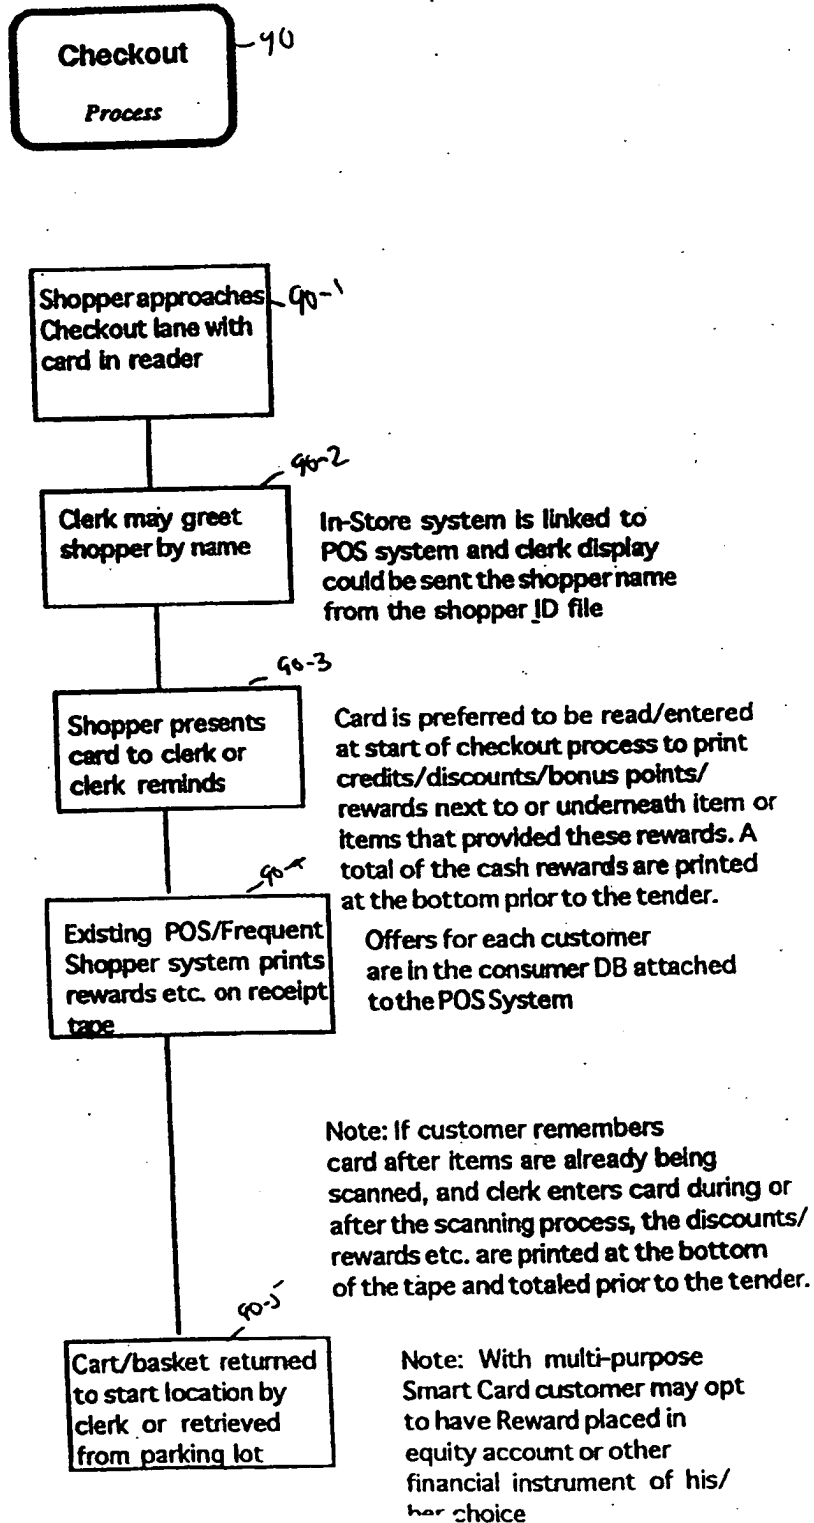 Checkout
Process
90
Shopper approaches
Checkout lane with
card in reader
90-1
90-2
Clerk may greet
shopper by name
In-Store system is linked to
POS system and clerk display
could be sent the shopper name
from the shopper ID file
90-3
Shopper presents
card to clerk or
clerk reminds
Card is preferred to be read/entered
at start of checkout process to print
credits/discounts/bonus points/
rewards next to or underneath item or
items that provided these rewards. A
total of the cash rewards are printed
at the bottom prior to the tender.
90-4
Existing POS/Frequent
Shopper system prints
rewards etc. on receipt
tape
Offers for each customer
are in the consumer DB attached
to the POS System
Note: If customer remembers
card after items are already being
scanned, and clerk enters card during or
after the scanning process, the discounts/
rewards etc. are printed at the bottom
of the tape and totaled prior to the tender.
90-5
Cart/basket returned
to start location by
clerk or retrieved
from parking lot
Note: With multi-purpose
Smart Card customer may opt
to have Reward placed in
equity account or other
financial instrument of his/
her choice